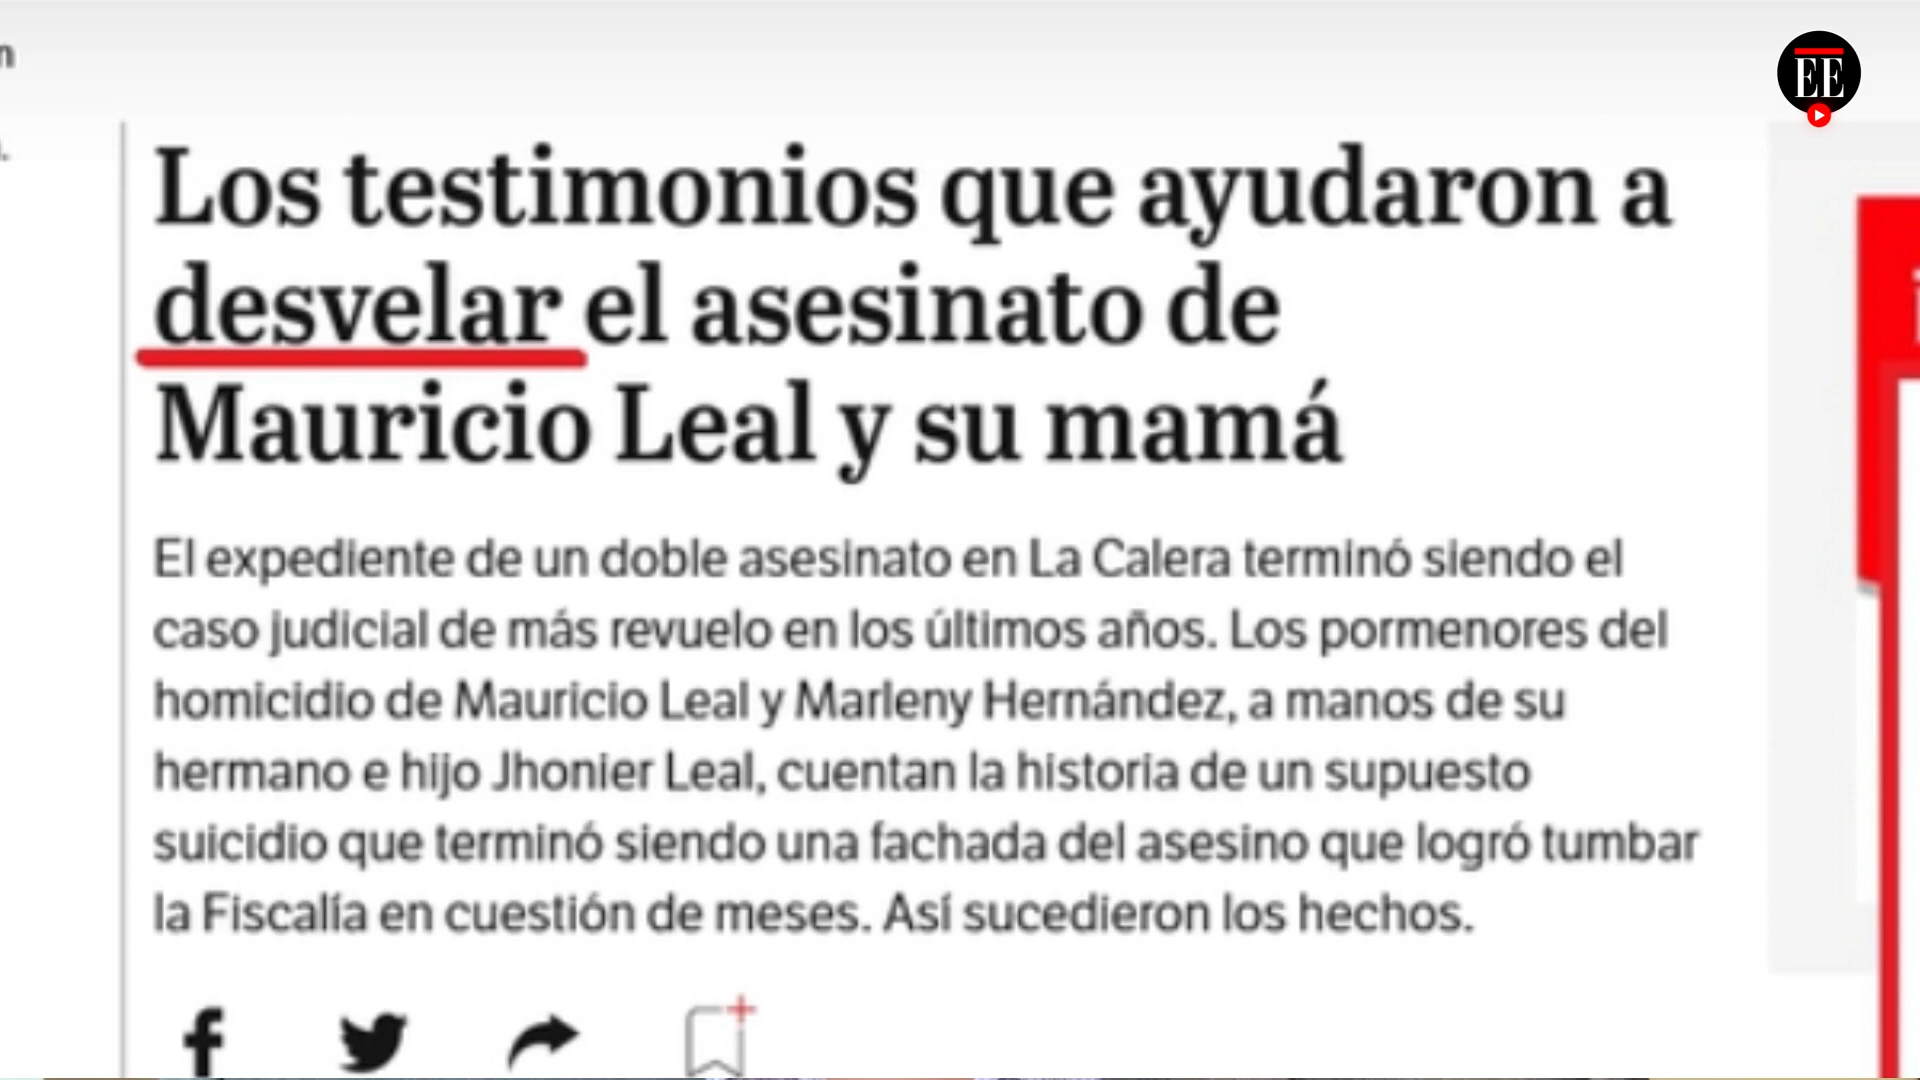 n
EE
Los testimonios que ayudaron a
desvelar el asesinato de
Mauricio Leal y su mamá
El expediente de un doble asesinato en La Calera terminó siendo el
caso judicial de más revuelo en los últimos años. Los pormenores del
homicidio de Mauricio Leal y Marleny Hernández, a manos de su
hermano e hijo Jhonier Leal, cuentan la historia de un supuesto
suicidio que terminó siendo una fachada del asesino que logró tumbar
la Fiscalía en cuestión de meses. Así sucedieron los hechos.